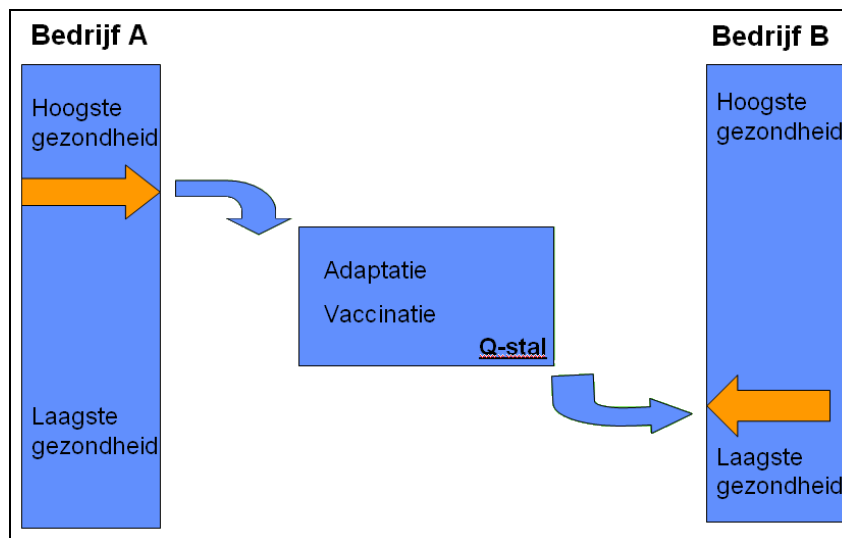 Bedrijf A
Hoogste
gezondheid
Laagste
gezondheid
Adaptatie
Vaccinatie
Q-stal
Bedrijf B
Hoogste
gezondheid
Laagste
gezondheid